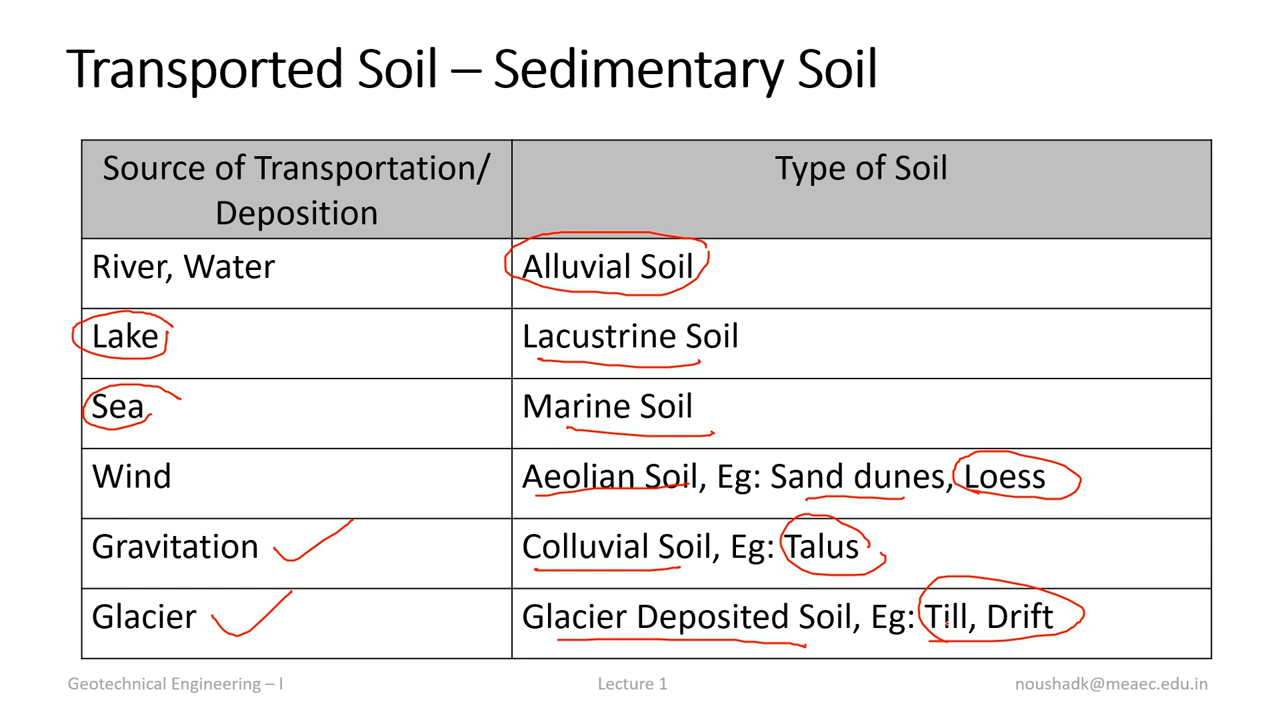 Transported Soil – Sedimentary Soil
Source of Transportation/
Deposition
Type of Soil
River, Water
Alluvial Soil
Lake
Lacustrine Soil
Sea
Marine Soil
Wind
Aeolian Soil, Eg: Sand dunes, Loess
Gravitation
Colluvial Soil, Eg: Talus
Glacier
Glacier Deposited Soil, Eg: Till, Drift
Geotechnical Engineering – I
Lecture 1
noushadk@meaec.edu.in